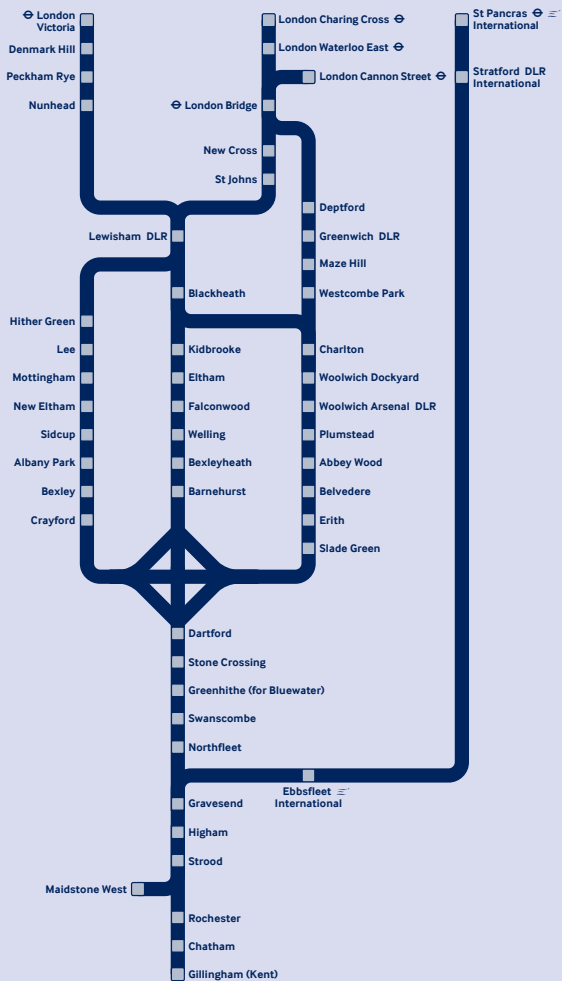 London
Victoria
Denmark Hill
Peckham Rye
Nunhead
London Charing Cross
London Waterloo East
London Cannon Street
London Bridge
New Cross
St Johns
St Pancras
International
Stratford DLR
International
Deptford
Greenwich DLR
Maze Hill
Westcombe Park
Lewisham DLR
Blackheath
Hither Green
Lee
Mottingham
New Eltham
Sidcup
Albany Park
Bexley
Crayford
Kidbrooke
Eltham
Falconwood
Welling
Bexleyheath
Barnehurst
Charlton
Woolwich Dockyard
Woolwich Arsenal DLR
Plumstead
Abbey Wood
Belvedere
Erith
Slade Green
Dartford
Stone Crossing
Greenhithe (for Bluewater)
Swanscombe
Northfleet
Ebbsfleet
International
Gravesend
Higham
Strood
Maidstone West
Rochester
Chatham
Gillingham (Kent)